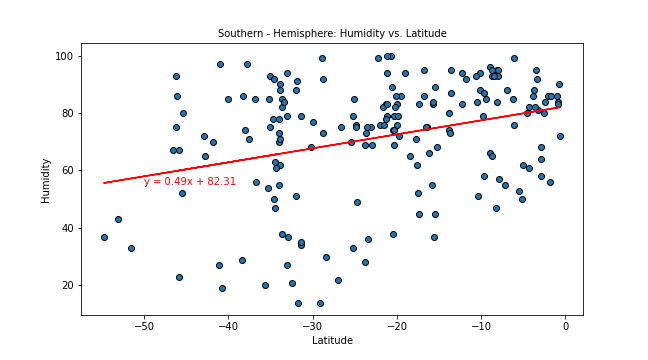 Southern - Hemisphere: Humidity vs. Latitude
100
80
60
40
20
Humidity
y = 0.49x + 82.31
−50
−40
−30
−20
−10
0
Latitude